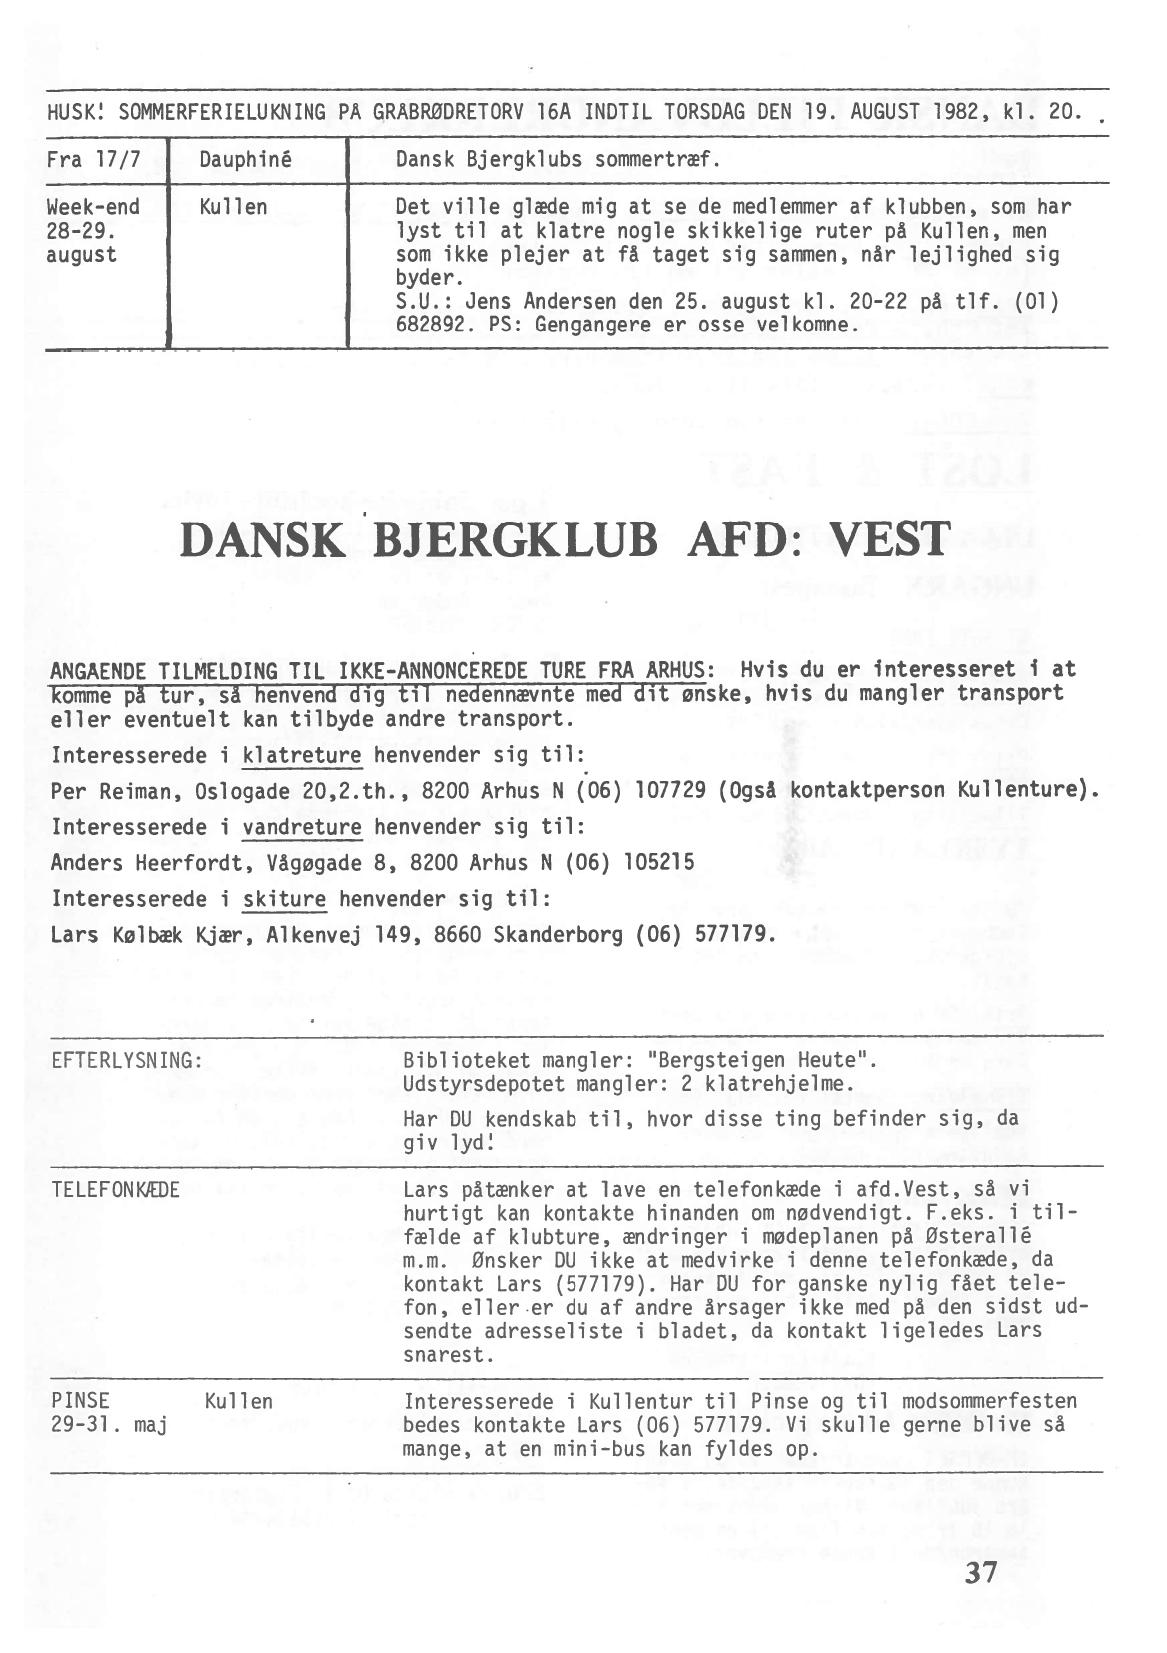 HUSK! SOMMERFERIELUKNING PÅ GRÅBRØDRETORV 16A INDTIL TORSDAG DEN 19. AUGUST 1982, kl. 20.
Fra 17/7 Dauphiné Dansk Bjergklubs sommertræf.
Week-end Kullen Det ville glæde mig at se de medlemmer af klubben, som har
28-29. lyst til at klatre nogle skikkelige ruter på Kullen, men
august som ikke plejer at få taget sig sammen, når lejlighed sig
byder.
S.U.: Jens Andersen den 25. august kl. 20-22 på tlf. (01)
682892. PS: Gengangere er osse velkomne.
DANSK BJERGKLUB AFD: VEST
ANGÅENDE TILMELDING TIL IKKE-ANNONCEREDE TURE FRA ÅRHUS: Hvis du er interesseret i at
komme på tur, så henvend dig til nedennævnte med dit ønske, hvis du mangler transport
eller eventuelt kan tilbyde andre transport.
Interesserede i klatreture henvender sig til:
Per Reiman, Oslogade 20,2.th., 8200 Århus N (06) 107729 (Også kontaktperson Kullenture).
Interesserede i vandreture henvender sig til:
Anders Heerfordt, Vågøgade 8, 8200 Århus N (06) 105215
Interesserede i skiture henvender sig til:
Lars Kølbæk Kjær, Alkenvej 149, 8660 Skanderborg (06) 577179.
EFTERLYSNING: Biblioteket mangler: "Bergsteigen Heute".
Udstyrsdepotet mangler: 2 klatrehjelme.
Har DU kendskab til, hvor disse ting befinder sig, da
giv lyd!
TELEFONKÆDE Lars påtænker at lave en telefonkæde i afd.Vest, så vi
hurtigt kan kontakte hinanden om nødvendigt. F.eks. i til-
fælde af klubture, ændringer i mødeplanen på Østerallé
m.m. Ønsker DU ikke at medvirke i denne telefonkæde, da
kontakt Lars (577179). Har DU for ganske nylig fået tele-
fon, eller er du af andre årsager ikke med på den sidst ud-
sendte adresseliste i bladet, da kontakt ligeledes Lars
snarest.
PINSE Kullen Interesserede i Kullentur til Pinse og til modsommerfesten
29-31. maj bedes kontakte Lars (06) 577179. Vi skulle gerne blive så
mange, at en mini-bus kan fyldes op.
37